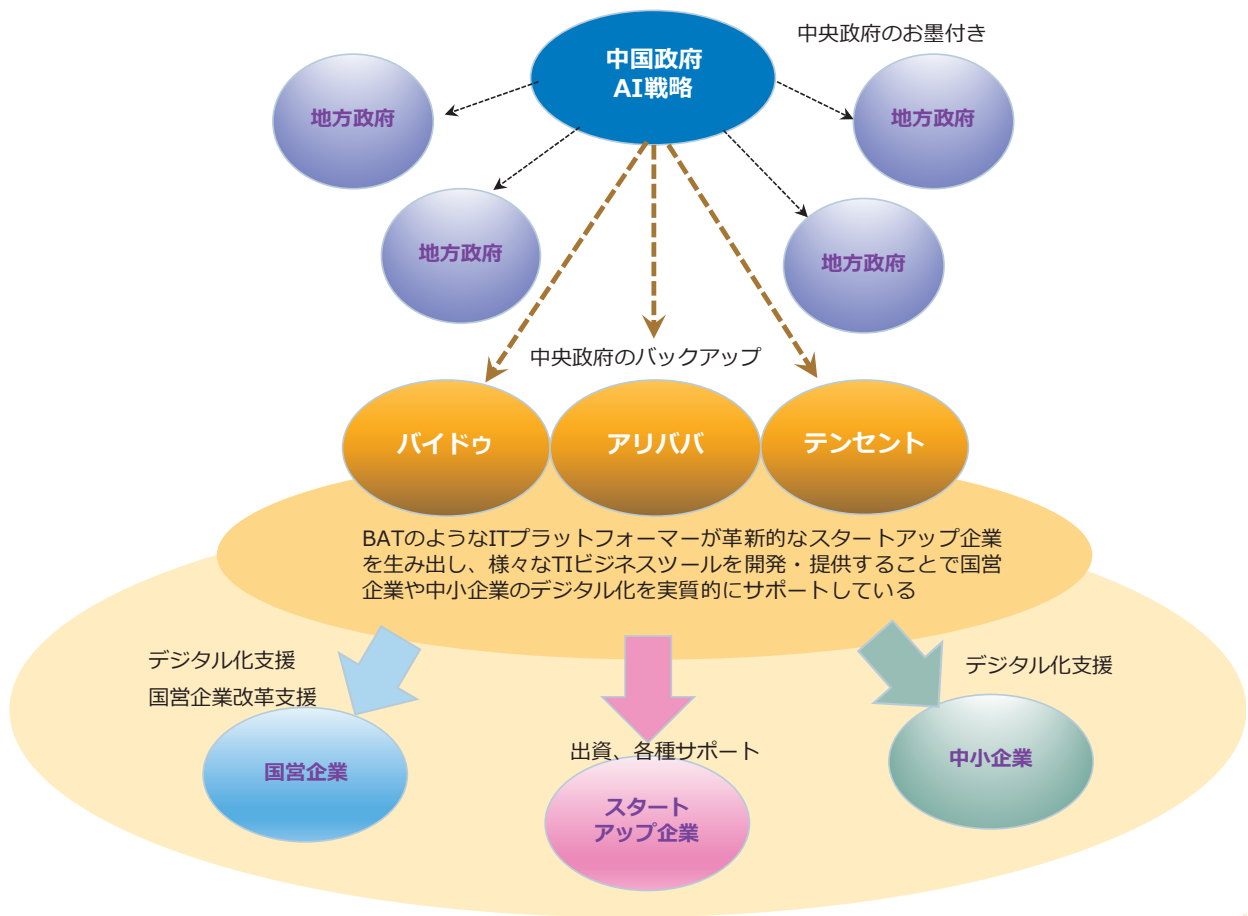 中国政府
AI戦略
中央政府のお墨付き
地方政府
地方政府
地方政府
地方政府
中央政府のバックアップ
バイドゥ
アリババ
テンセント
BATのようなITプラットフォーマーが革新的なスタートアップ企業
を生み出し、様々なTIビジネスツールを開発・提供することで国営
企業や中小企業のデジタル化を実質的にサポートしている
デジタル化支援
国営企業改革支援
デジタル化支援
出資、各種サポート
国営企業
スタート
アップ企業
中小企業